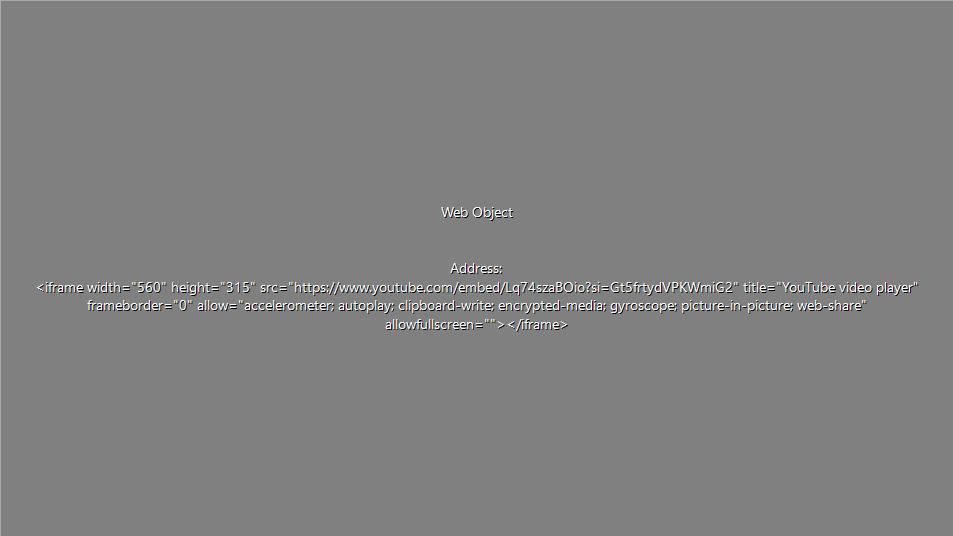 Web Object
Address:
<iframe width="560" height="315" src="https://www.youtube.com/embed/Lq74szaBOio?si=Gt5frtydVPKWmiG2" title="YouTube video player"
frameborder="0" allow="accelerometer; autoplay; clipboard-write; encrypted-media; gyroscope; picture-in-picture; web-share"
allowfullscreen=""></iframe>